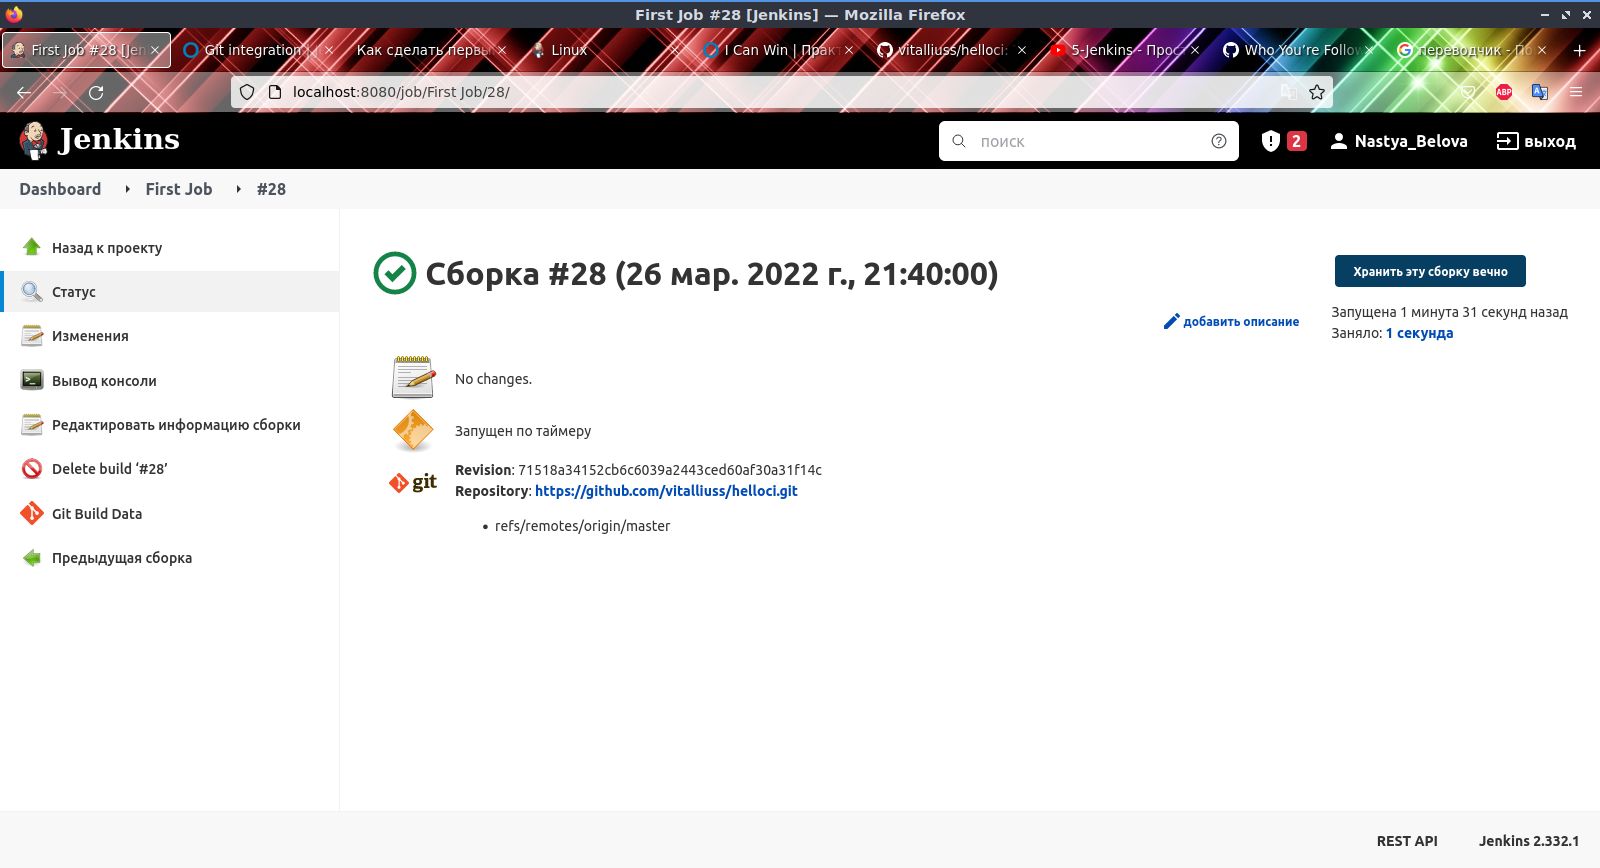 First Job #28 [Jenkins] — Mozilla Firefox
First Job #28 [Jen
Git integration
Как сделать первы
Linux
I Can Win | Практ
vitalliuss/helloci:
5-Jenkins - Прост
Who You're Follow
переводчик - По
localhost:8080/job/First Job/28/
ABP
Jenkins
поиск
2
Nastya_Belova
выход
Dashboard
First Job
#28
Назад к проекту
Статус
Изменения
Вывод консоли
Редактировать информацию сборки
Delete build ‘#28’
Git Build Data
Предыдущая сборка
Сборка #28 (26 мар. 2022 г., 21:40:00)
Хранить эту сборку вечно
добавить описание
Запущена 1 минута 31 секунд назад
Заняло: 1 секунда
No changes.
Запущен по таймеру
git
Revision: 71518a34152cb6c6039a2443ced60af30a31f14c
Repository: https://github.com/vitalliuss/helloci.git
• refs/remotes/origin/master
REST API
Jenkins 2.332.1